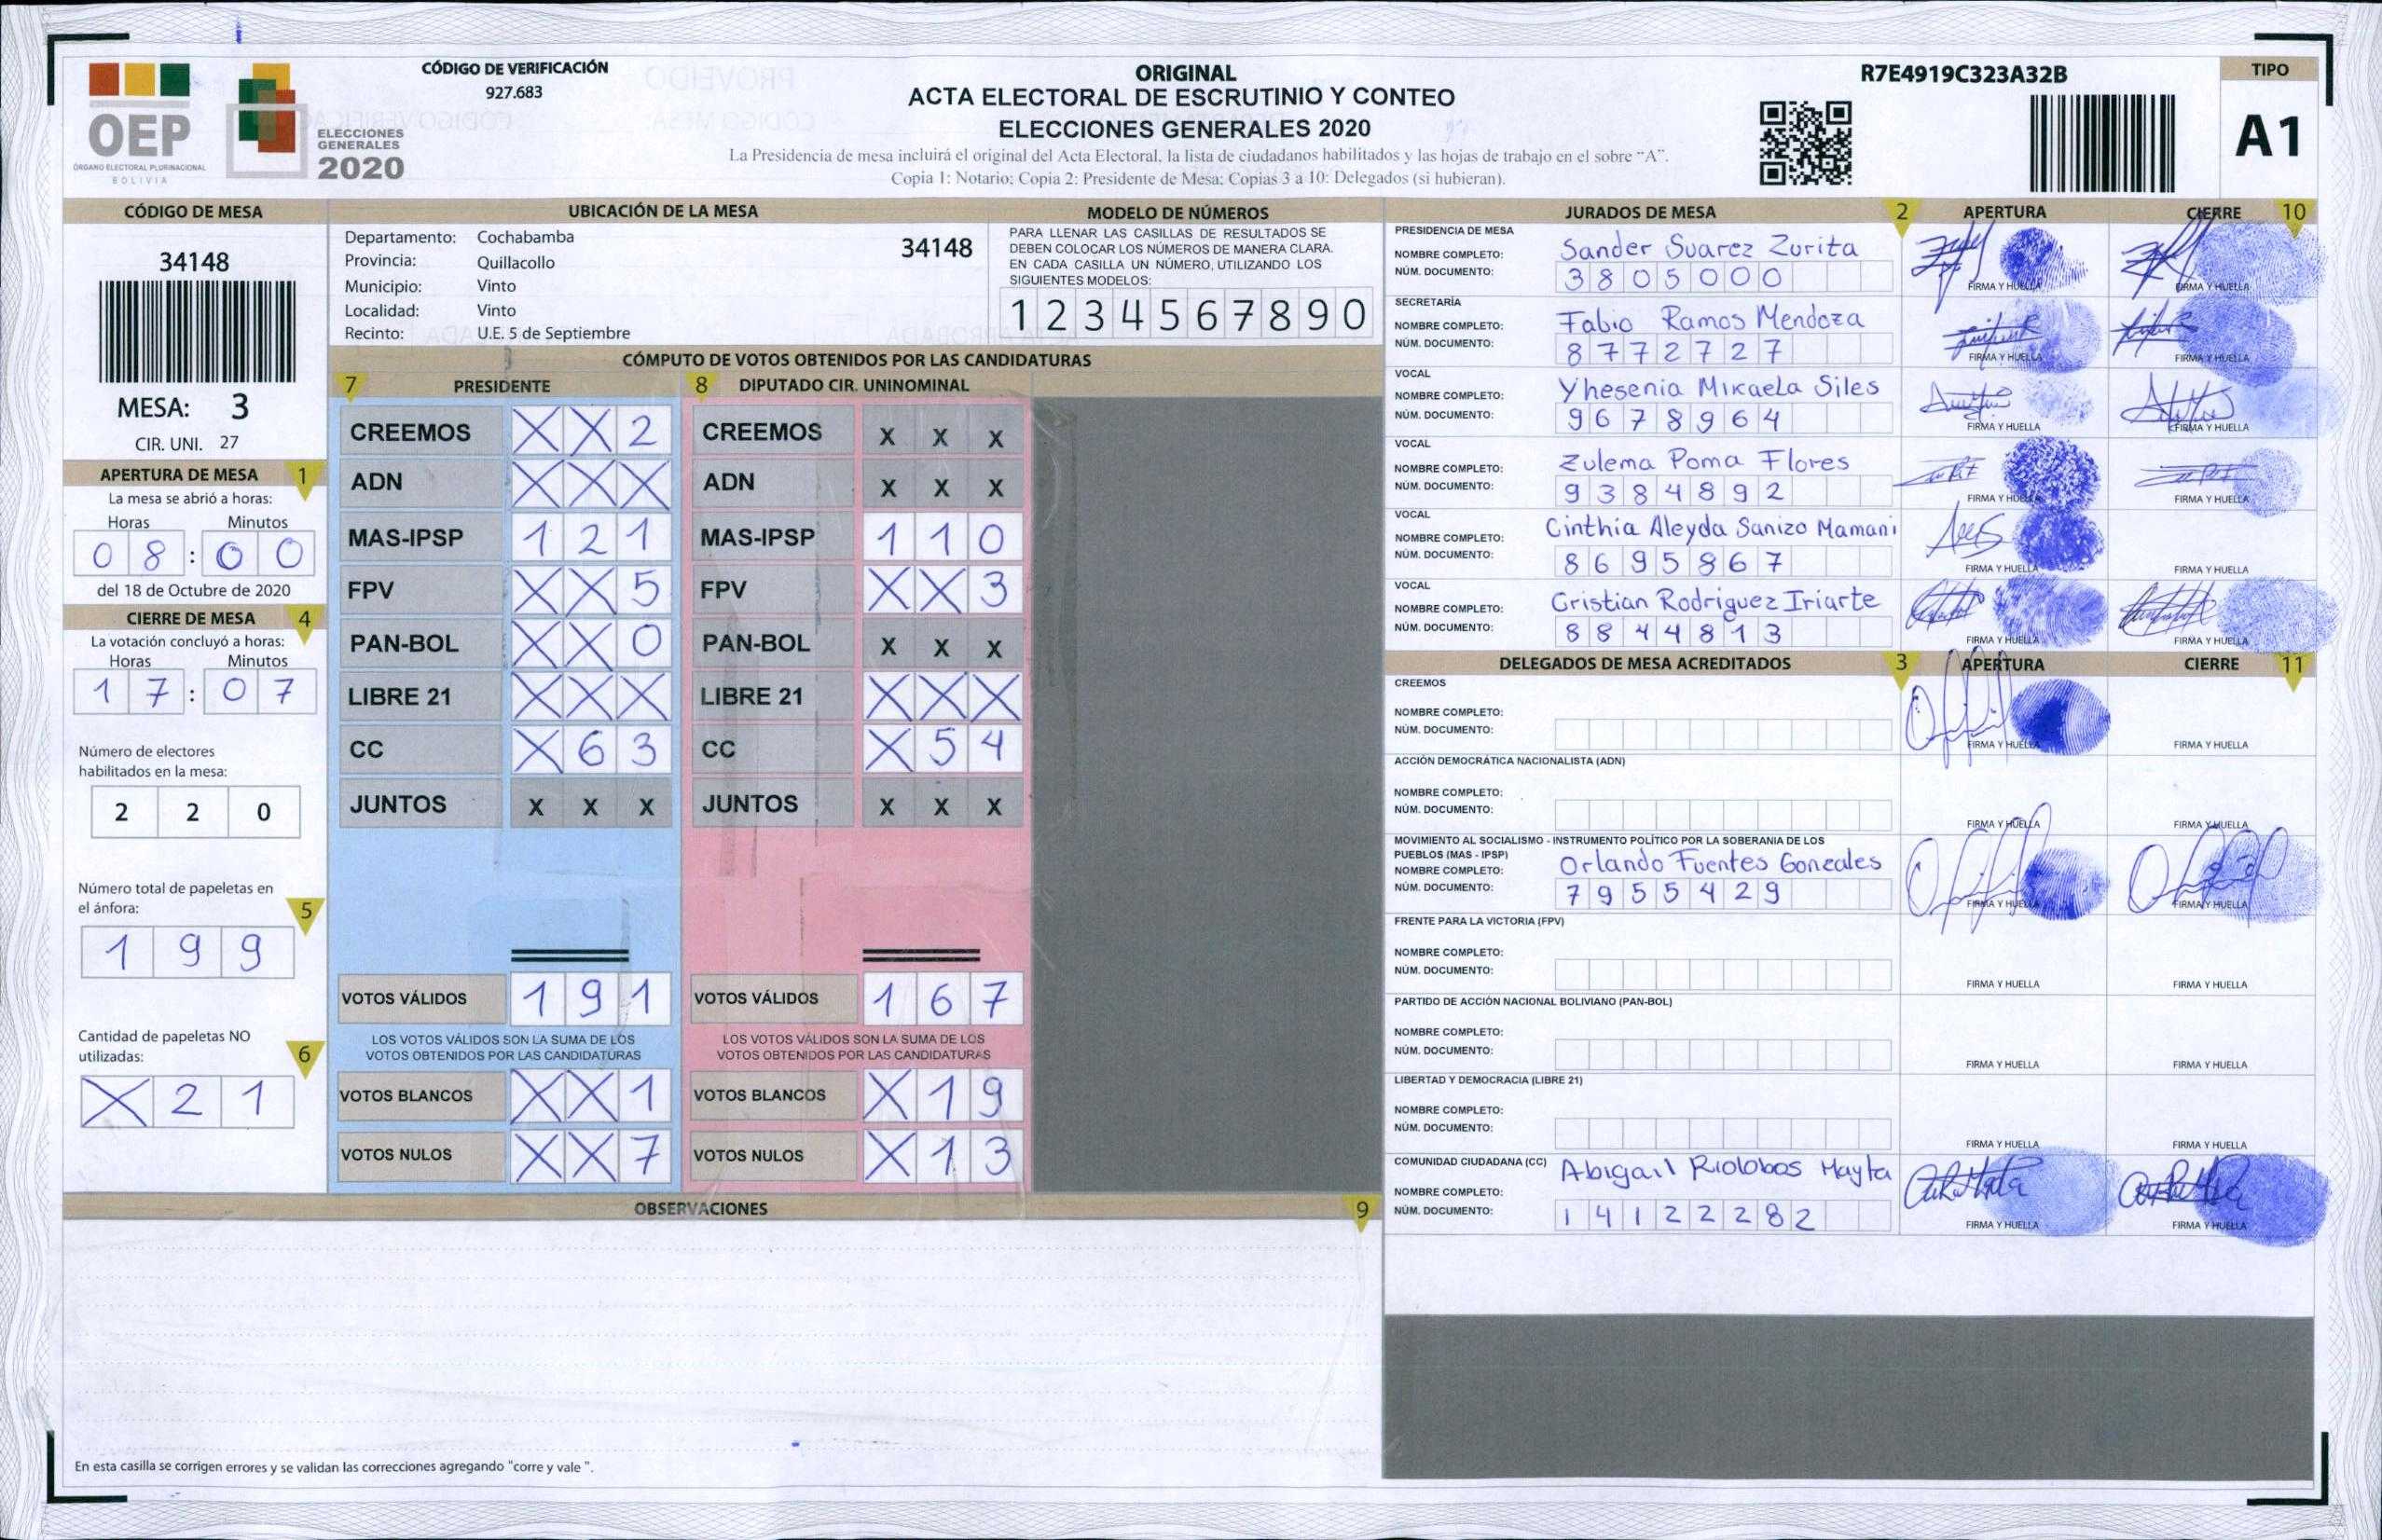 CÓDIGO DE VERIFICACIÓN
927.683
OEP
ÓRGANO ELECTORAL PLURINACIONAL
BOLIVIA
ELECCIONES
GENERALES
2020
ORIGINAL
ACTA ELECTORAL DE ESCRUTINIO Y CONTEO
ELECCIONES GENERALES 2020
La Presidencia de mesa incluirá el original del Acta Electoral, la lista de ciudadanos habilitados y las hojas de trabajo en el sobre "A".
Copia 1: Notario; Copia 2: Presidente de Mesa; Copias 3 a 10: Delegados (si hubieran).
R7E4919C323A32B
TIPO
A1
CÓDIGO DE MESA
34148
MESA: 3
CIR. UNI. 27
APERTURA DE MESA 1
La mesa se abrió a horas:
Horas Minutos
0 8 : 0 0
del 18 de Octubre de 2020
CIERRE DE MESA 4
La votación concluyó a horas:
Horas Minutos
1 7 : 0 7
Número de electores
habilitados en la mesa:
2 2 0
Número total de papeletas en
el ánfora: 5
1 9 9
Cantidad de papeletas NO
utilizadas: 6
X 2 1
UBICACIÓN DE LA MESA
Departamento: Cochabamba 34148
Provincia: Quillacollo
Municipio: Vinto
Localidad: Vinto
Recinto: U.E. 5 de Septiembre
MODELO DE NÚMEROS
PARA LLENAR LAS CASILLAS DE RESULTADOS SE
DEBEN COLOCAR LOS NÚMEROS DE MANERA CLARA.
EN CADA CASILLA UN NÚMERO, UTILIZANDO LOS
SIGUIENTES MODELOS:
1 2 3 4 5 6 7 8 9 0
CÓMPUTO DE VOTOS OBTENIDOS POR LAS CANDIDATURAS
7 PRESIDENTE
CREEMOS X X 2
ADN X X X
MAS-IPSP 1 2 1
FPV X X 5
PAN-BOL X X 0
LIBRE 21 X X X
CC X 6 3
JUNTOS X X X
VOTOS VÁLIDOS 1 9 1
LOS VOTOS VÁLIDOS SON LA SUMA DE LOS
VOTOS OBTENIDOS POR LAS CANDIDATURAS
VOTOS BLANCOS X X 1
VOTOS NULOS X X 7
8 DIPUTADO CIR. UNINOMINAL
CREEMOS X X X
ADN X X X
MAS-IPSP 1 1 0
FPV X X 3
PAN-BOL X X X
LIBRE 21 X X X
CC X 5 4
JUNTOS X X X
VOTOS VÁLIDOS 1 6 7
LOS VOTOS VÁLIDOS SON LA SUMA DE LOS
VOTOS OBTENIDOS POR LAS CANDIDATURAS
VOTOS BLANCOS X 1 9
VOTOS NULOS X 1 3
OBSERVACIONES 9
En esta casilla se corrigen errores y se validan las correcciones agregando "corre y vale ".
JURADOS DE MESA 2 APERTURA CIERRE 10
PRESIDENCIA DE MESA
NOMBRE COMPLETO: Sander Suarez Zurita
NÚM. DOCUMENTO: 3805000
FIRMA Y HUELLA FIRMA Y HUELLA
SECRETARÍA
NOMBRE COMPLETO: Fabio Ramos Mendoza
NÚM. DOCUMENTO: 8772727
FIRMA Y HUELLA FIRMA Y HUELLA
VOCAL
NOMBRE COMPLETO: Yhesenia Mikaela Siles
NÚM. DOCUMENTO: 9678964
FIRMA Y HUELLA FIRMA Y HUELLA
VOCAL
NOMBRE COMPLETO: Zulema Poma Flores
NÚM. DOCUMENTO: 9384892
FIRMA Y HUELLA FIRMA Y HUELLA
VOCAL
NOMBRE COMPLETO: Cinthia Aleyda Sanizo Mamani
NÚM. DOCUMENTO: 8695867
FIRMA Y HUELLA FIRMA Y HUELLA
VOCAL
NOMBRE COMPLETO: Cristian Rodriguez Iriarte
NÚM. DOCUMENTO: 8844813
FIRMA Y HUELLA FIRMA Y HUELLA
DELEGADOS DE MESA ACREDITADOS 3 APERTURA CIERRE 11
CREEMOS
NOMBRE COMPLETO:
NÚM. DOCUMENTO:
FIRMA Y HUELLA FIRMA Y HUELLA
ACCIÓN DEMOCRÁTICA NACIONALISTA (ADN)
NOMBRE COMPLETO:
NÚM. DOCUMENTO:
FIRMA Y HUELLA FIRMA Y HUELLA
MOVIMIENTO AL SOCIALISMO - INSTRUMENTO POLÍTICO POR LA SOBERANIA DE LOS
PUEBLOS (MAS - IPSP)
NOMBRE COMPLETO: Orlando Fuentes Gonzales
NÚM. DOCUMENTO: 7955429
FIRMA Y HUELLA FIRMA Y HUELLA
FRENTE PARA LA VICTORIA (FPV)
NOMBRE COMPLETO:
NÚM. DOCUMENTO:
FIRMA Y HUELLA FIRMA Y HUELLA
PARTIDO DE ACCIÓN NACIONAL BOLIVIANO (PAN-BOL)
NOMBRE COMPLETO:
NÚM. DOCUMENTO:
FIRMA Y HUELLA FIRMA Y HUELLA
LIBERTAD Y DEMOCRACIA (LIBRE 21)
NOMBRE COMPLETO:
NÚM. DOCUMENTO:
FIRMA Y HUELLA FIRMA Y HUELLA
COMUNIDAD CIUDADANA (CC)
NOMBRE COMPLETO: Abigail Riolobos Mayta
NÚM. DOCUMENTO: 14122282
FIRMA Y HUELLA FIRMA Y HUELLA